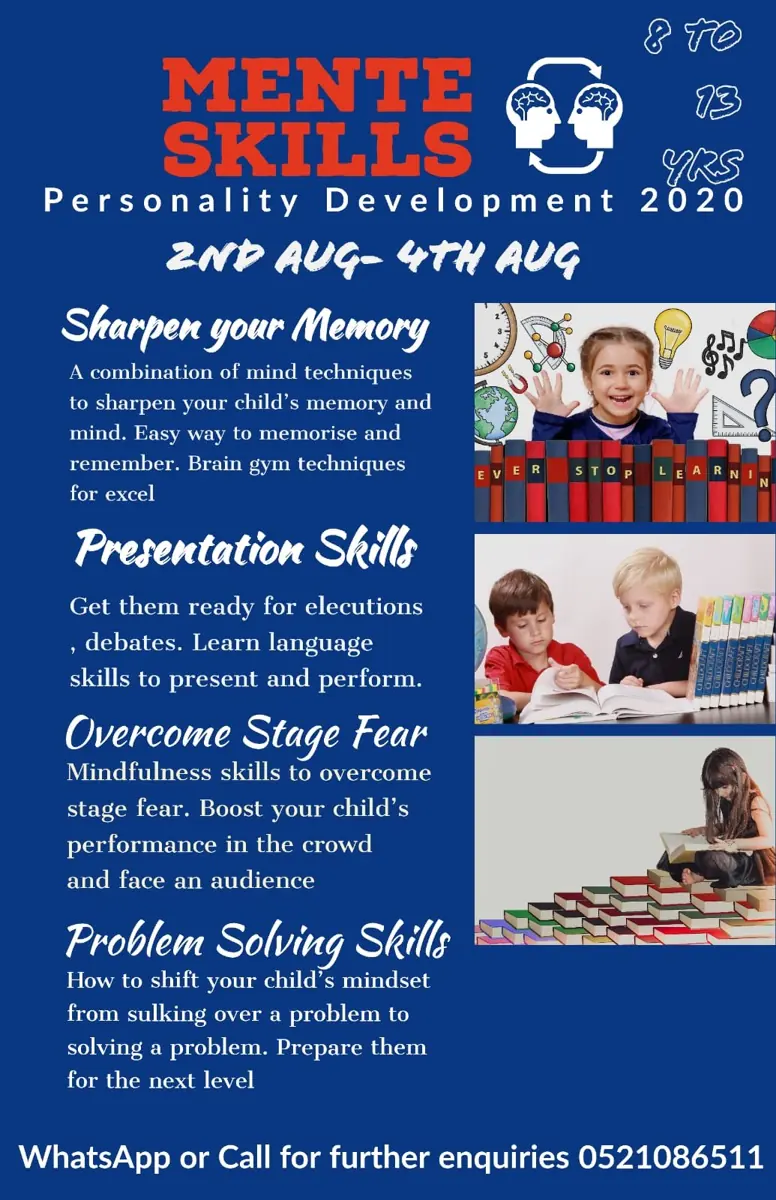 8 TO
13
YRS
MENTE
SKILLS
Personality Development 2020
2ND AUG- 4TH AUG
Sharpen your Memory
A combination of mind techniques
to sharpen your child's memory and
mind. Easy way to memorise and
remember. Brain gym techniques
for excel
EVER STOP LEARNIN
Presentation Skills
Get them ready for elecutions
, debates. Learn language
skills to present and perform.
Overcome Stage Fear
Mindfulness skills to overcome
stage fear. Boost your child's
performance in the crowd
and face an audience
Problem Solving Skills
How to shift your child's mindset
from sulking over a problem to
solving a problem. Prepare them
for the next level
WhatsApp or Call for further enquiries 0521086511